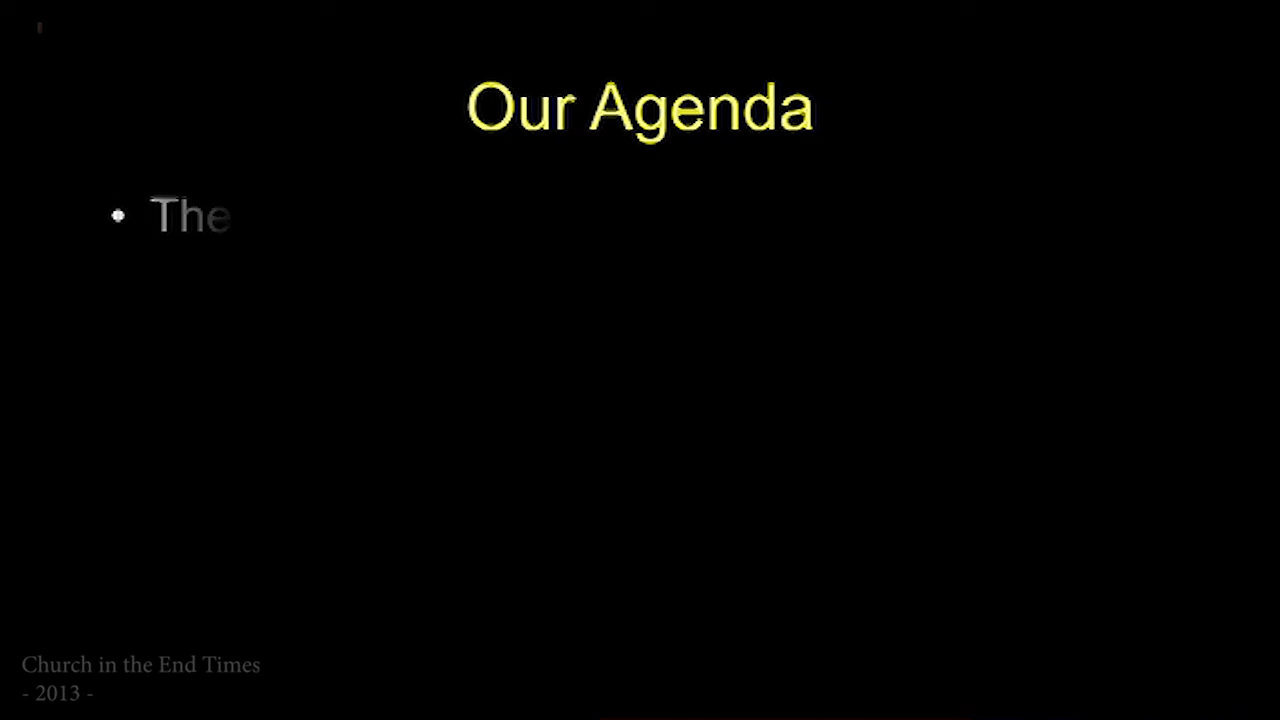 Our Agenda
• The
Church in the End Times
- 2013 -